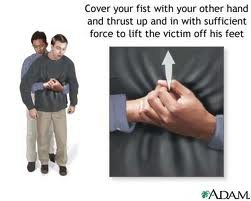 Cover your fist with your other hand
and thrust up and in with sufficient
force to lift the victim off his feet
ADAM